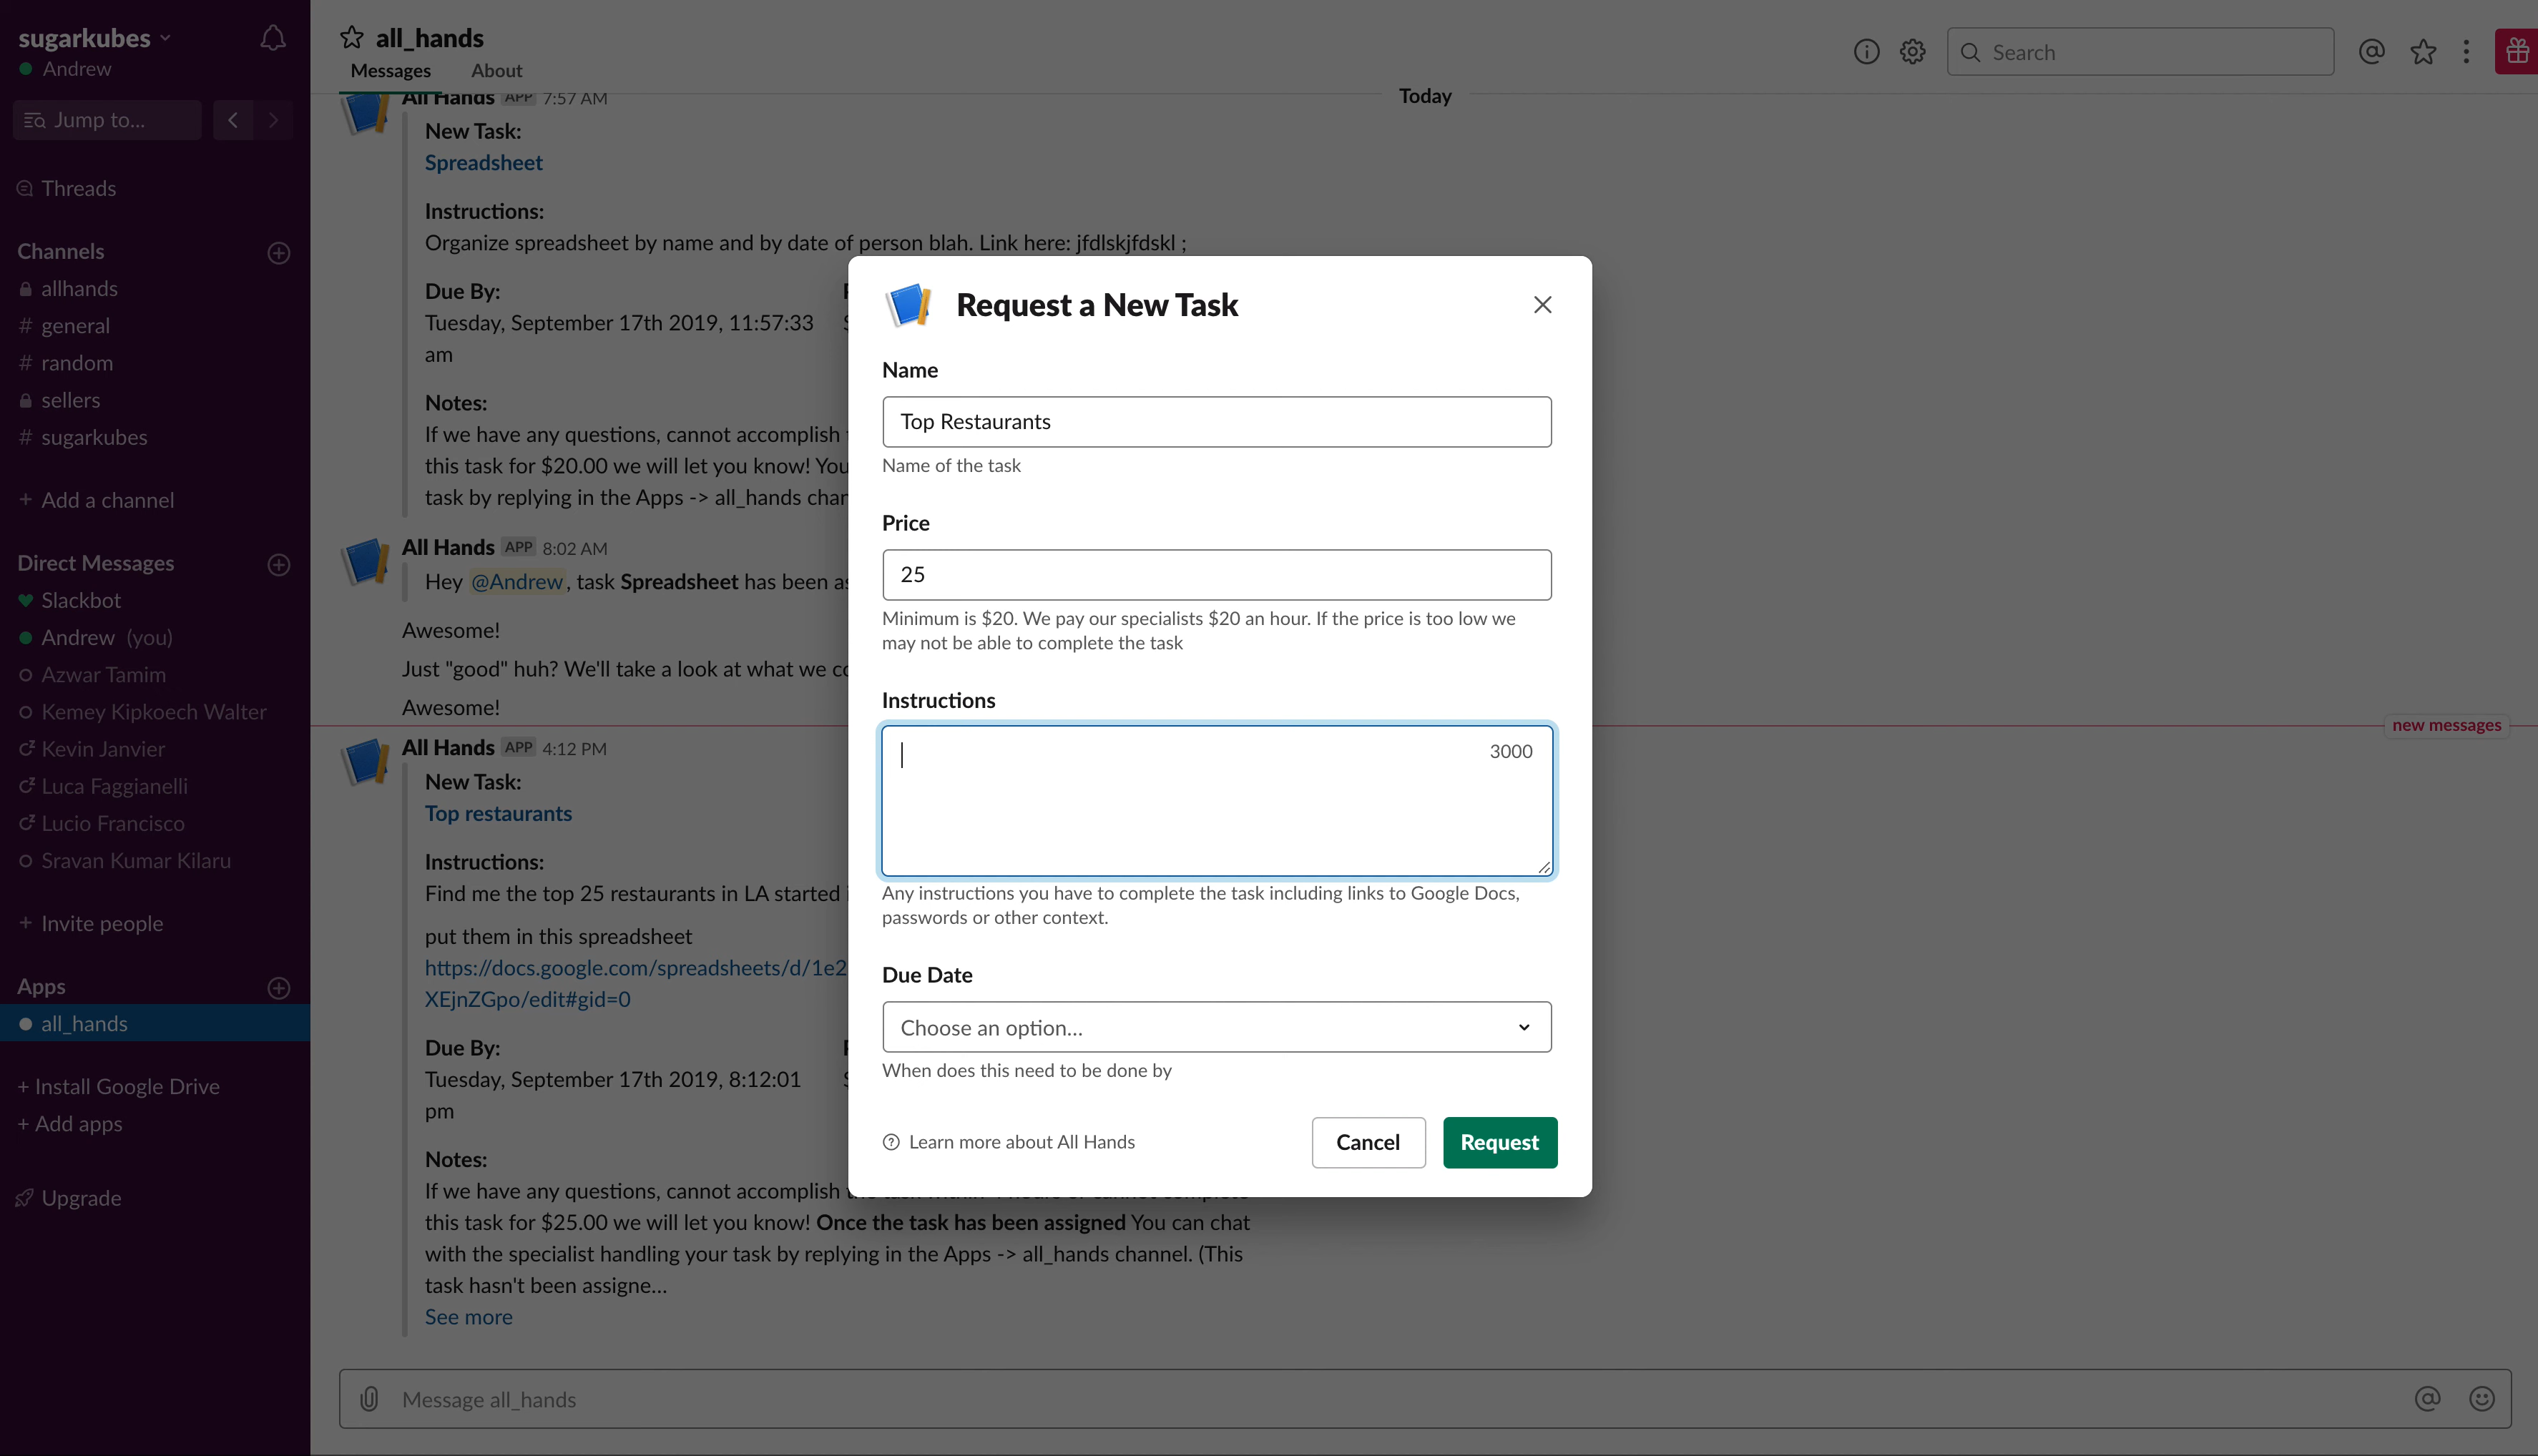 sugarkubes
Andrew
Jump to...
Threads
Channels
allhands
# general
# random
sellers
# sugarkubes
+ Add a channel
Direct Messages
Slackbot
Andrew (you)
Azwar Tamim
Kemey Kipkoech Walter
Kevin Janvier
Luca Faggianelli
Lucio Francisco
Sravan Kumar Kilaru
+ Invite people
Apps
all_hands
+ Install Google Drive
+ Add apps
Upgrade
all_hands
Messages About
Search
Today
All Hands APP 7:57 AM
New Task:
Spreadsheet
Instructions:
Organize spreadsheet by name and by date of person blah. Link here: jfdlskjfdskl ;
Due By:
Tuesday, September 17th 2019, 11:57:33
am
Notes:
If we have any questions, cannot accomplish
this task for $20.00 we will let you know! You
task by replying in the Apps -> all_hands
All Hands APP 8:02 AM
Hey @Andrew, task Spreadsheet has been
Awesome!
Just "good" huh? We'll take a look at what we
Awesome!
new messages
All Hands APP 4:12 PM
New Task:
Top restaurants
Instructions:
Find me the top 25 restaurants in LA started
put them in this spreadsheet
https://docs.google.com/spreadsheets/d/1e2
XEjnZGpo/edit#gid=0
Due By:
Tuesday, September 17th 2019, 8:12:01
pm
Notes:
If we have any questions, cannot accomplish
this task for $25.00 we will let you know! Once the task has been assigned You can chat
with the specialist handling your task by replying in the Apps -> all_hands channel. (This
task hasn't been assigne...
See more
Message all_hands
Request a New Task
Name
Top Restaurants
Name of the task
Price
25
Minimum is $20. We pay our specialists $20 an hour. If the price is too low we
may not be able to complete the task
Instructions
3000
Any instructions you have to complete the task including links to Google Docs,
passwords or other context.
Due Date
Choose an option...
When does this need to be done by
Learn more about All Hands
Cancel
Request